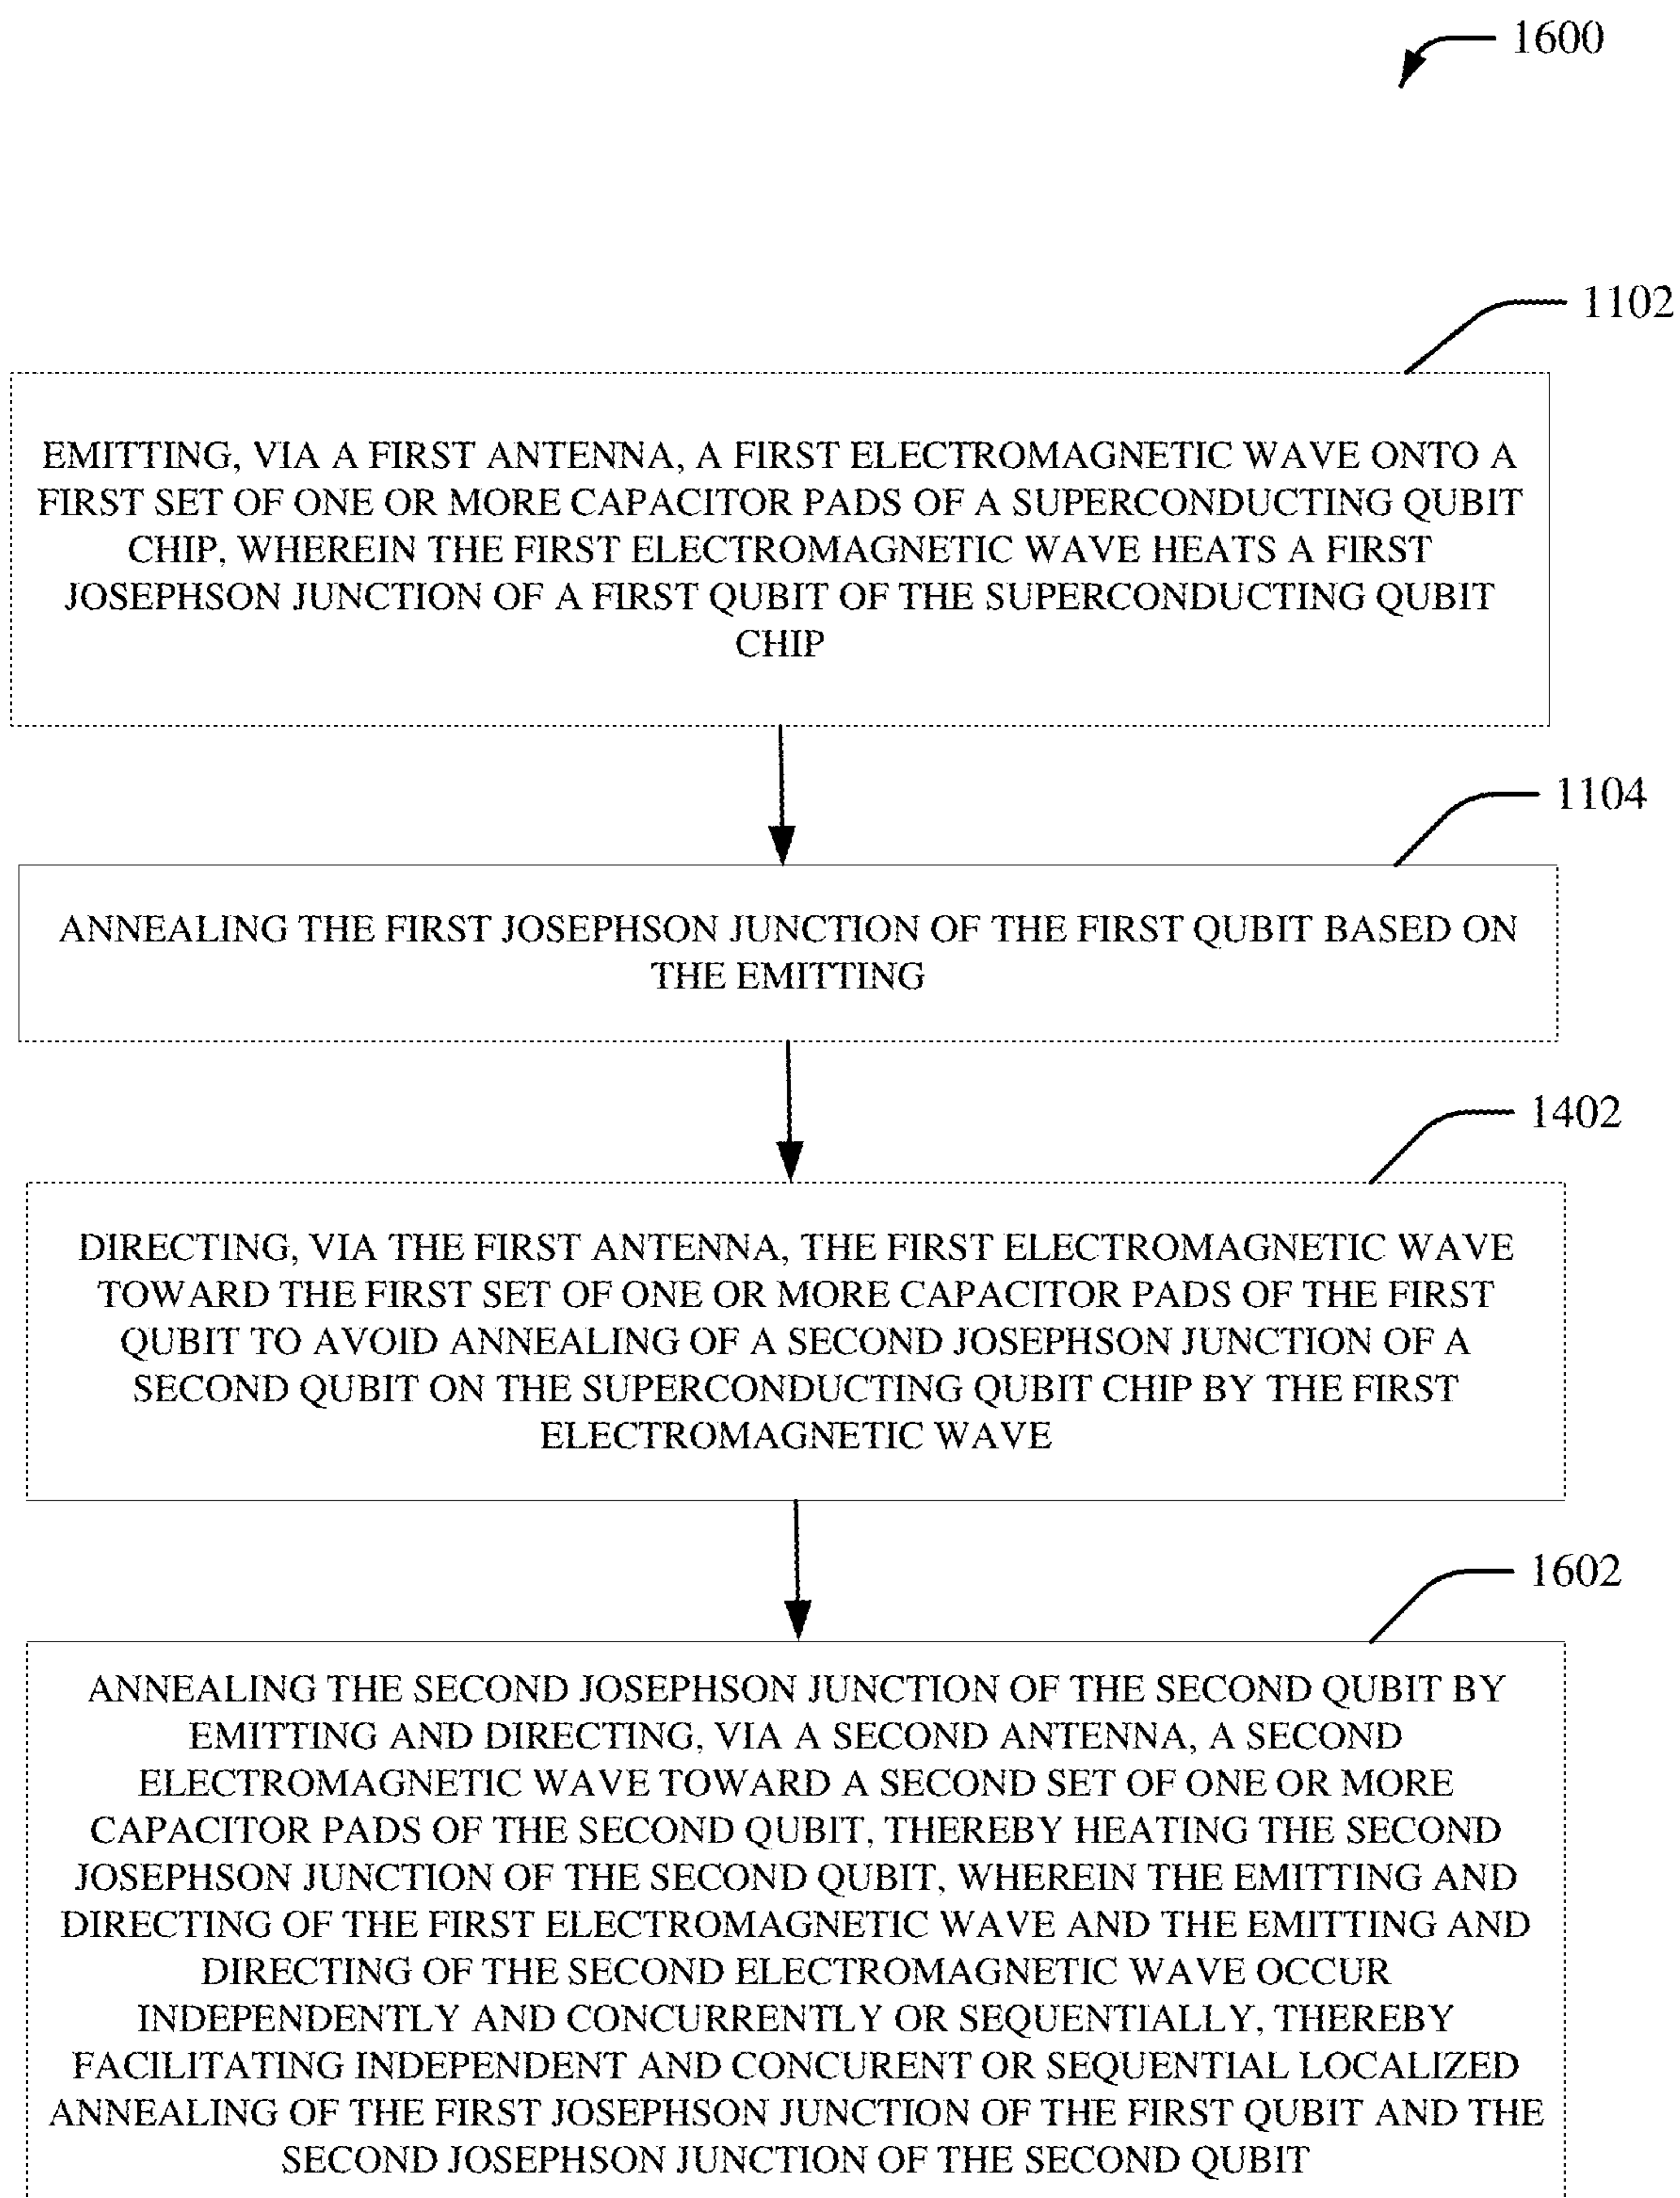 1600
1102
EMITTING, VIA A FIRST ANTENNA, A FIRST ELECTROMAGNETIC WAVE ONTO A
FIRST SET OF ONE OR MORE CAPACITOR PADS OF A SUPERCONDUCTING QUBIT
CHIP, WHEREIN THE FIRST ELECTROMAGNETIC WAVE HEATS A FIRST
JOSEPHSON JUNCTION OF A FIRST QUBIT OF THE SUPERCONDUCTING QUBIT
CHIP
1104
ANNEALING THE FIRST JOSEPHSON JUNCTION OF THE FIRST QUBIT BASED ON
THE EMITTING
1402
DIRECTING, VIA THE FIRST ANTENNA, THE FIRST ELECTROMAGNETIC WAVE
TOWARD THE FIRST SET OF ONE OR MORE CAPACITOR PADS OF THE FIRST
QUBIT TO AVOID ANNEALING OF A SECOND JOSEPHSON JUNCTION OF A
SECOND QUBIT ON THE SUPERCONDUCTING QUBIT CHIP BY THE FIRST
ELECTROMAGNETIC WAVE
1602
ANNEALING THE SECOND JOSEPHSON JUNCTION OF THE SECOND QUBIT BY
EMITTING AND DIRECTING, VIA A SECOND ANTENNA, A SECOND
ELECTROMAGNETIC WAVE TOWARD A SECOND SET OF ONE OR MORE
CAPACITOR PADS OF THE SECOND QUBIT, THEREBY HEATING THE SECOND
JOSEPHSON JUNCTION OF THE SECOND QUBIT, WHEREIN THE EMITTING AND
DIRECTING OF THE FIRST ELECTROMAGNETIC WAVE AND THE EMITTING AND
DIRECTING OF THE SECOND ELECTROMAGNETIC WAVE OCCUR
INDEPENDENTLY AND CONCURRENTLY OR SEQUENTIALLY, THEREBY
FACILITATING INDEPENDENT AND CONCURENT OR SEQUENTIAL LOCALIZED
ANNEALING OF THE FIRST JOSEPHSON JUNCTION OF THE FIRST QUBIT AND THE
SECOND JOSEPHSON JUNCTION OF THE SECOND QUBIT